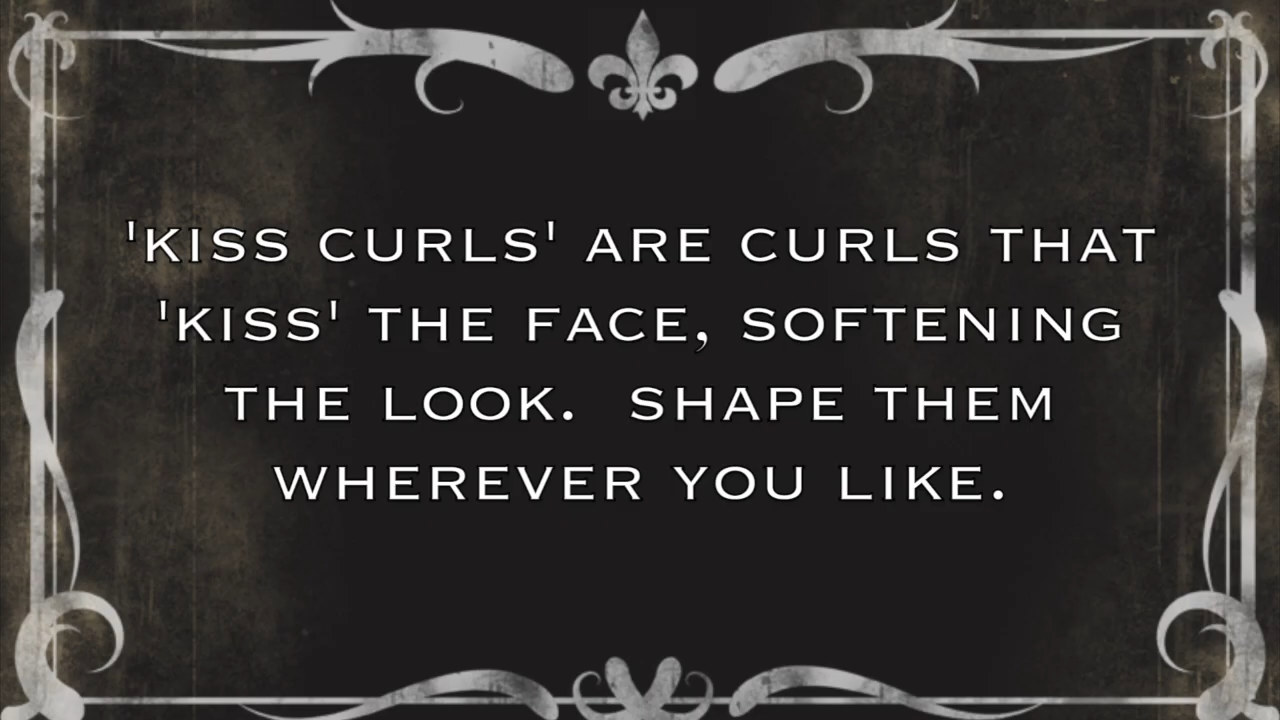 'KISS CURLS' ARE CURLS THAT
'KISS' THE FACE, SOFTENING
THE LOOK.  SHAPE THEM
WHEREVER YOU LIKE.